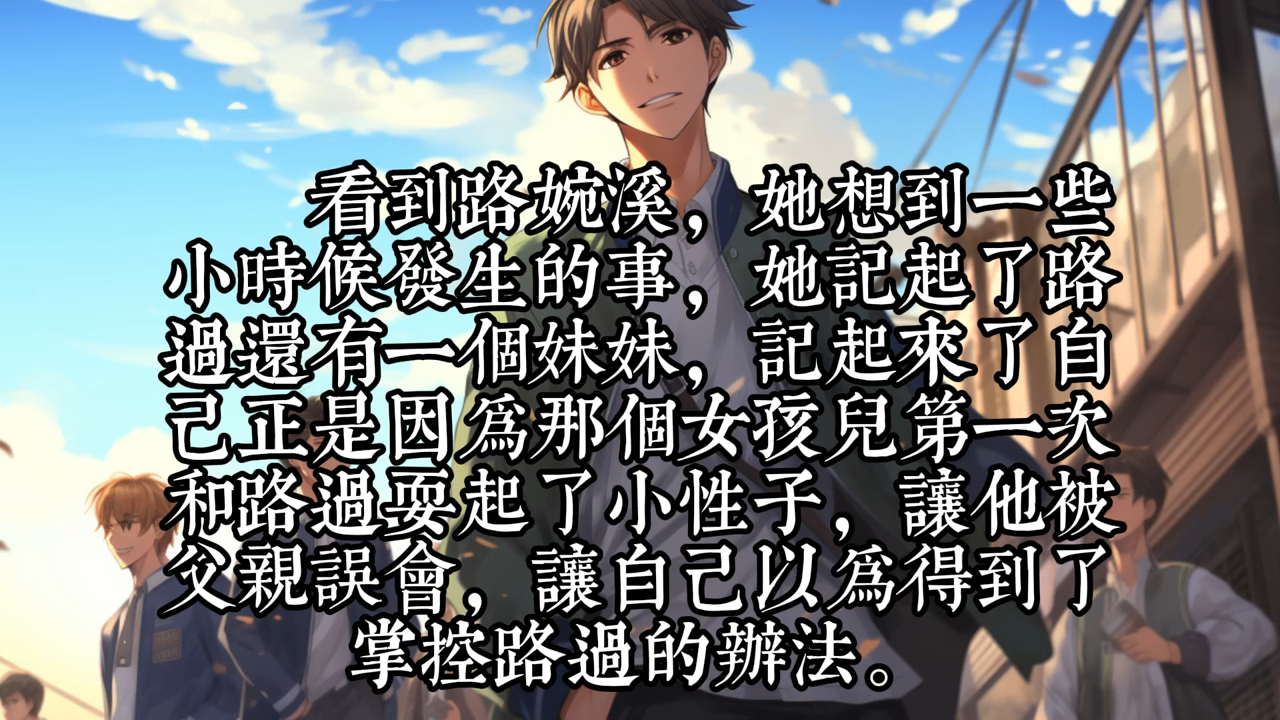 看到路婉溪，她想到一些
小時候發生的事，她記起了路
過還有一個妹妹，記起來了自
己正是因爲那個女孩兒第一次
和路過耍起了小性子，讓他被
父親誤會，讓自己以爲得到了
掌控路過的辦法。